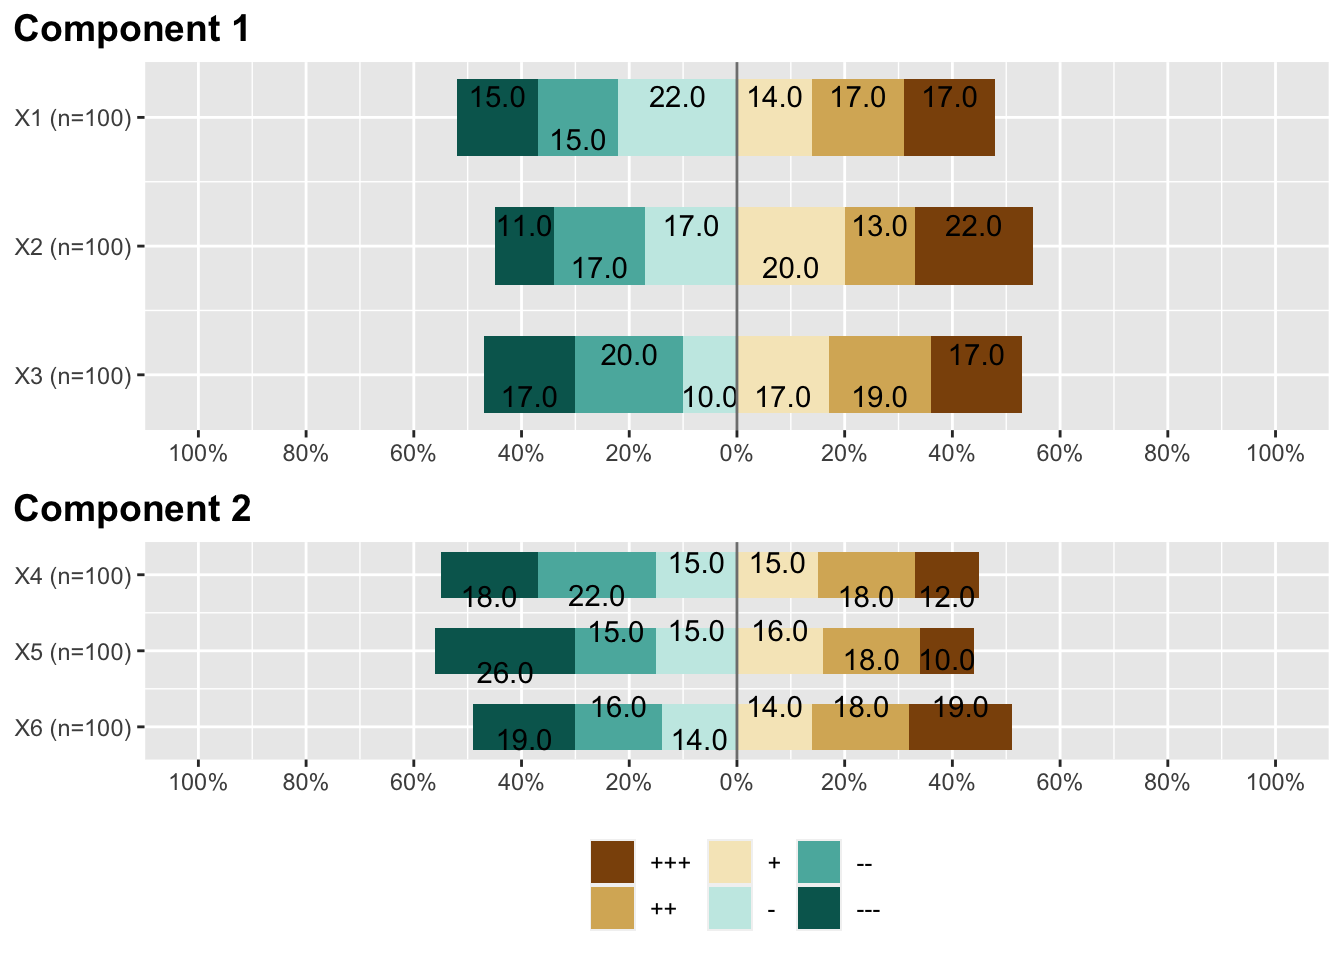 Component 1
X1 (n=100) 15.0 15.0 22.0 14.0 17.0 17.0
X2 (n=100) 11.0 17.0 17.0 20.0 13.0 22.0
X3 (n=100) 17.0 20.0 10.0 17.0 19.0 17.0
100% 80% 60% 40% 20% 0% 20% 40% 60% 80% 100%
Component 2
X4 (n=100) 18.0 22.0 15.0 15.0 18.0 12.0
X5 (n=100) 26.0 15.0 15.0 16.0 18.0 10.0
X6 (n=100) 19.0 16.0 14.0 14.0 18.0 19.0
100% 80% 60% 40% 20% 0% 20% 40% 60% 80% 100%
+++ + --
++ - ---